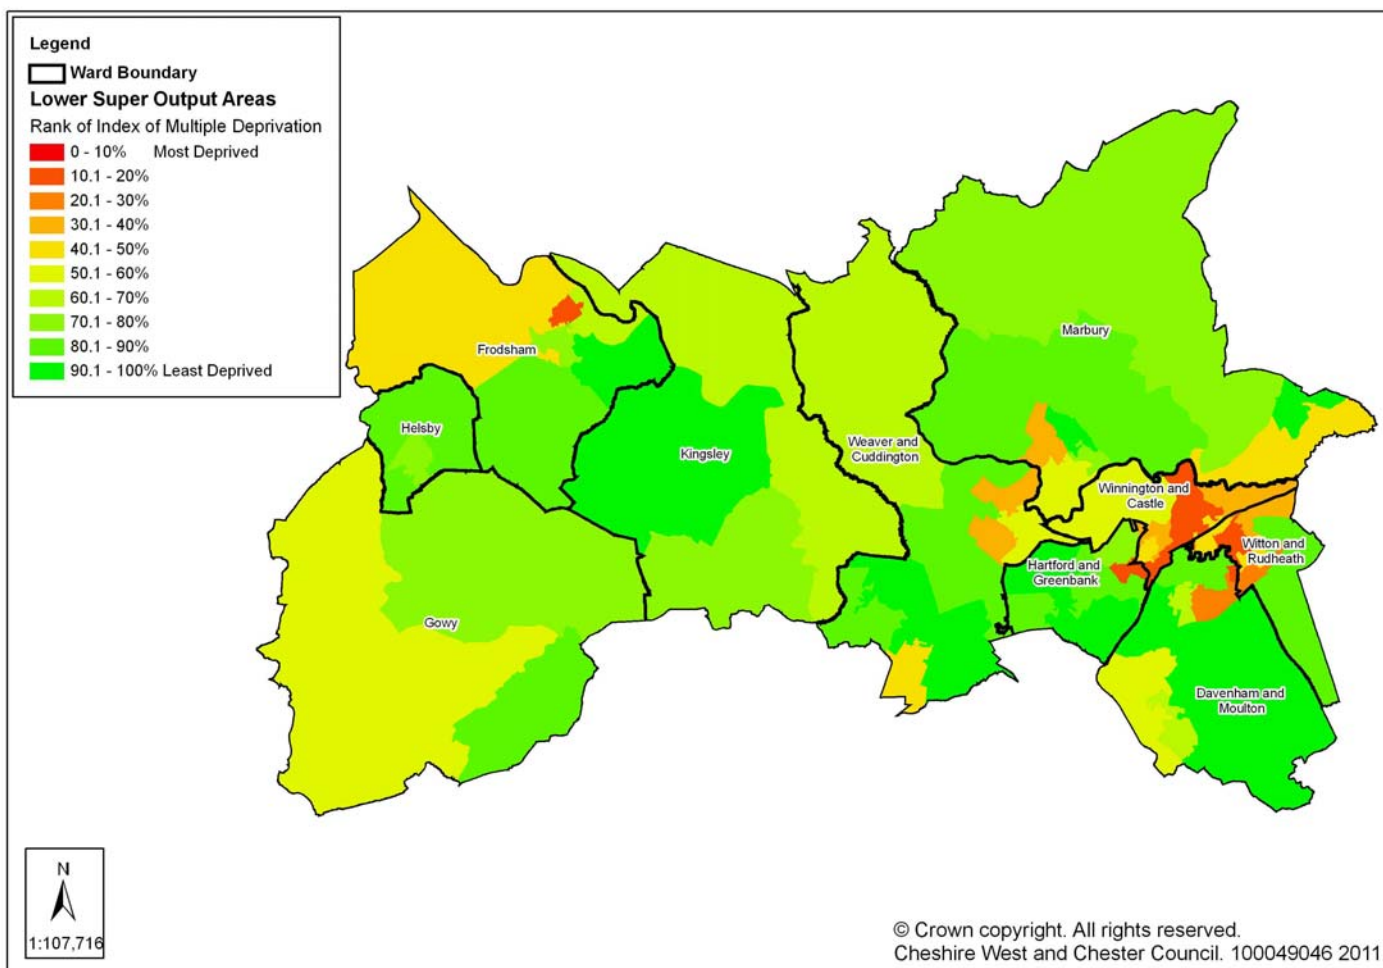 Legend
Ward Boundary
Lower Super Output Areas
Rank of Index of Multiple Deprivation
0 - 10% Most Deprived
10.1 - 20%
20.1 - 30%
30.1 - 40%
40.1 - 50%
50.1 - 60%
60.1 - 70%
70.1 - 80%
80.1 - 90%
90.1 - 100% Least Deprived
Marbury
Frodsham
Helsby
Kingsley
Weaver and
Cuddington
Winnington and
Castle
Witton and
Rudheath
Hartford and
Greenbank
Gowy
Davenham and
Moulton
N
1:107,716
© Crown copyright. All rights reserved.
Cheshire West and Chester Council. 100049046 2011